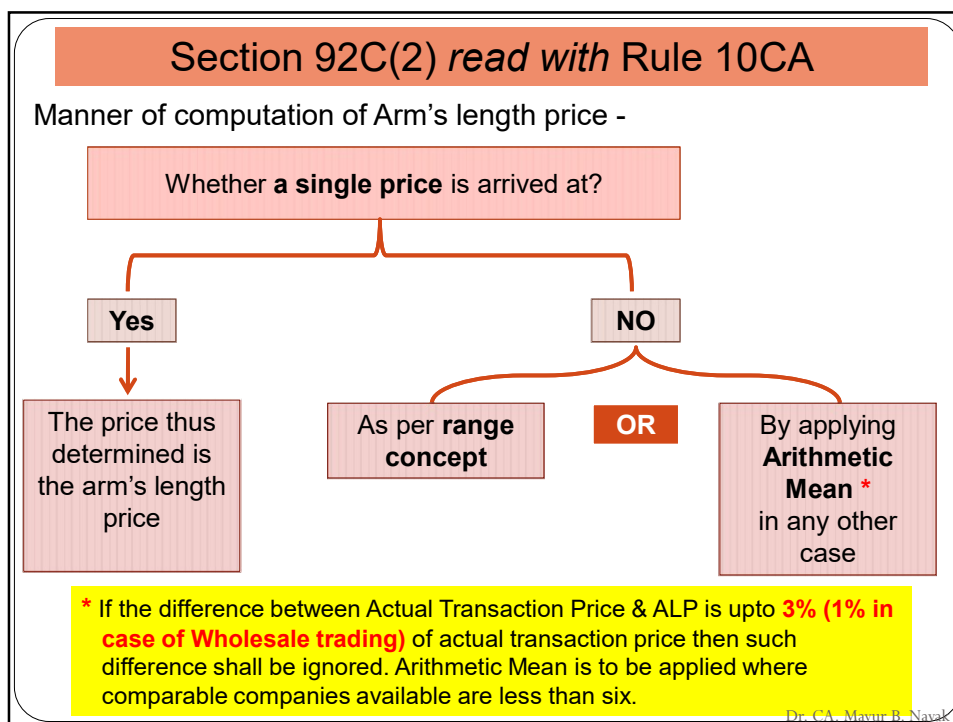 Section 92C(2) read with Rule 10CA
Manner of computation of Arm's length price -
Whether a single price is arrived at?
Yes
NO
The price thus
determined is
the arm's length
price
As per range
concept
OR
By applying
Arithmetic
Mean *
in any other
case
* If the difference between Actual Transaction Price & ALP is upto 3% (1% in
case of Wholesale trading) of actual transaction price then such
difference shall be ignored. Arithmetic Mean is to be applied where
comparable companies available are less than six.
Dr. CA. Mayur B. Nayak